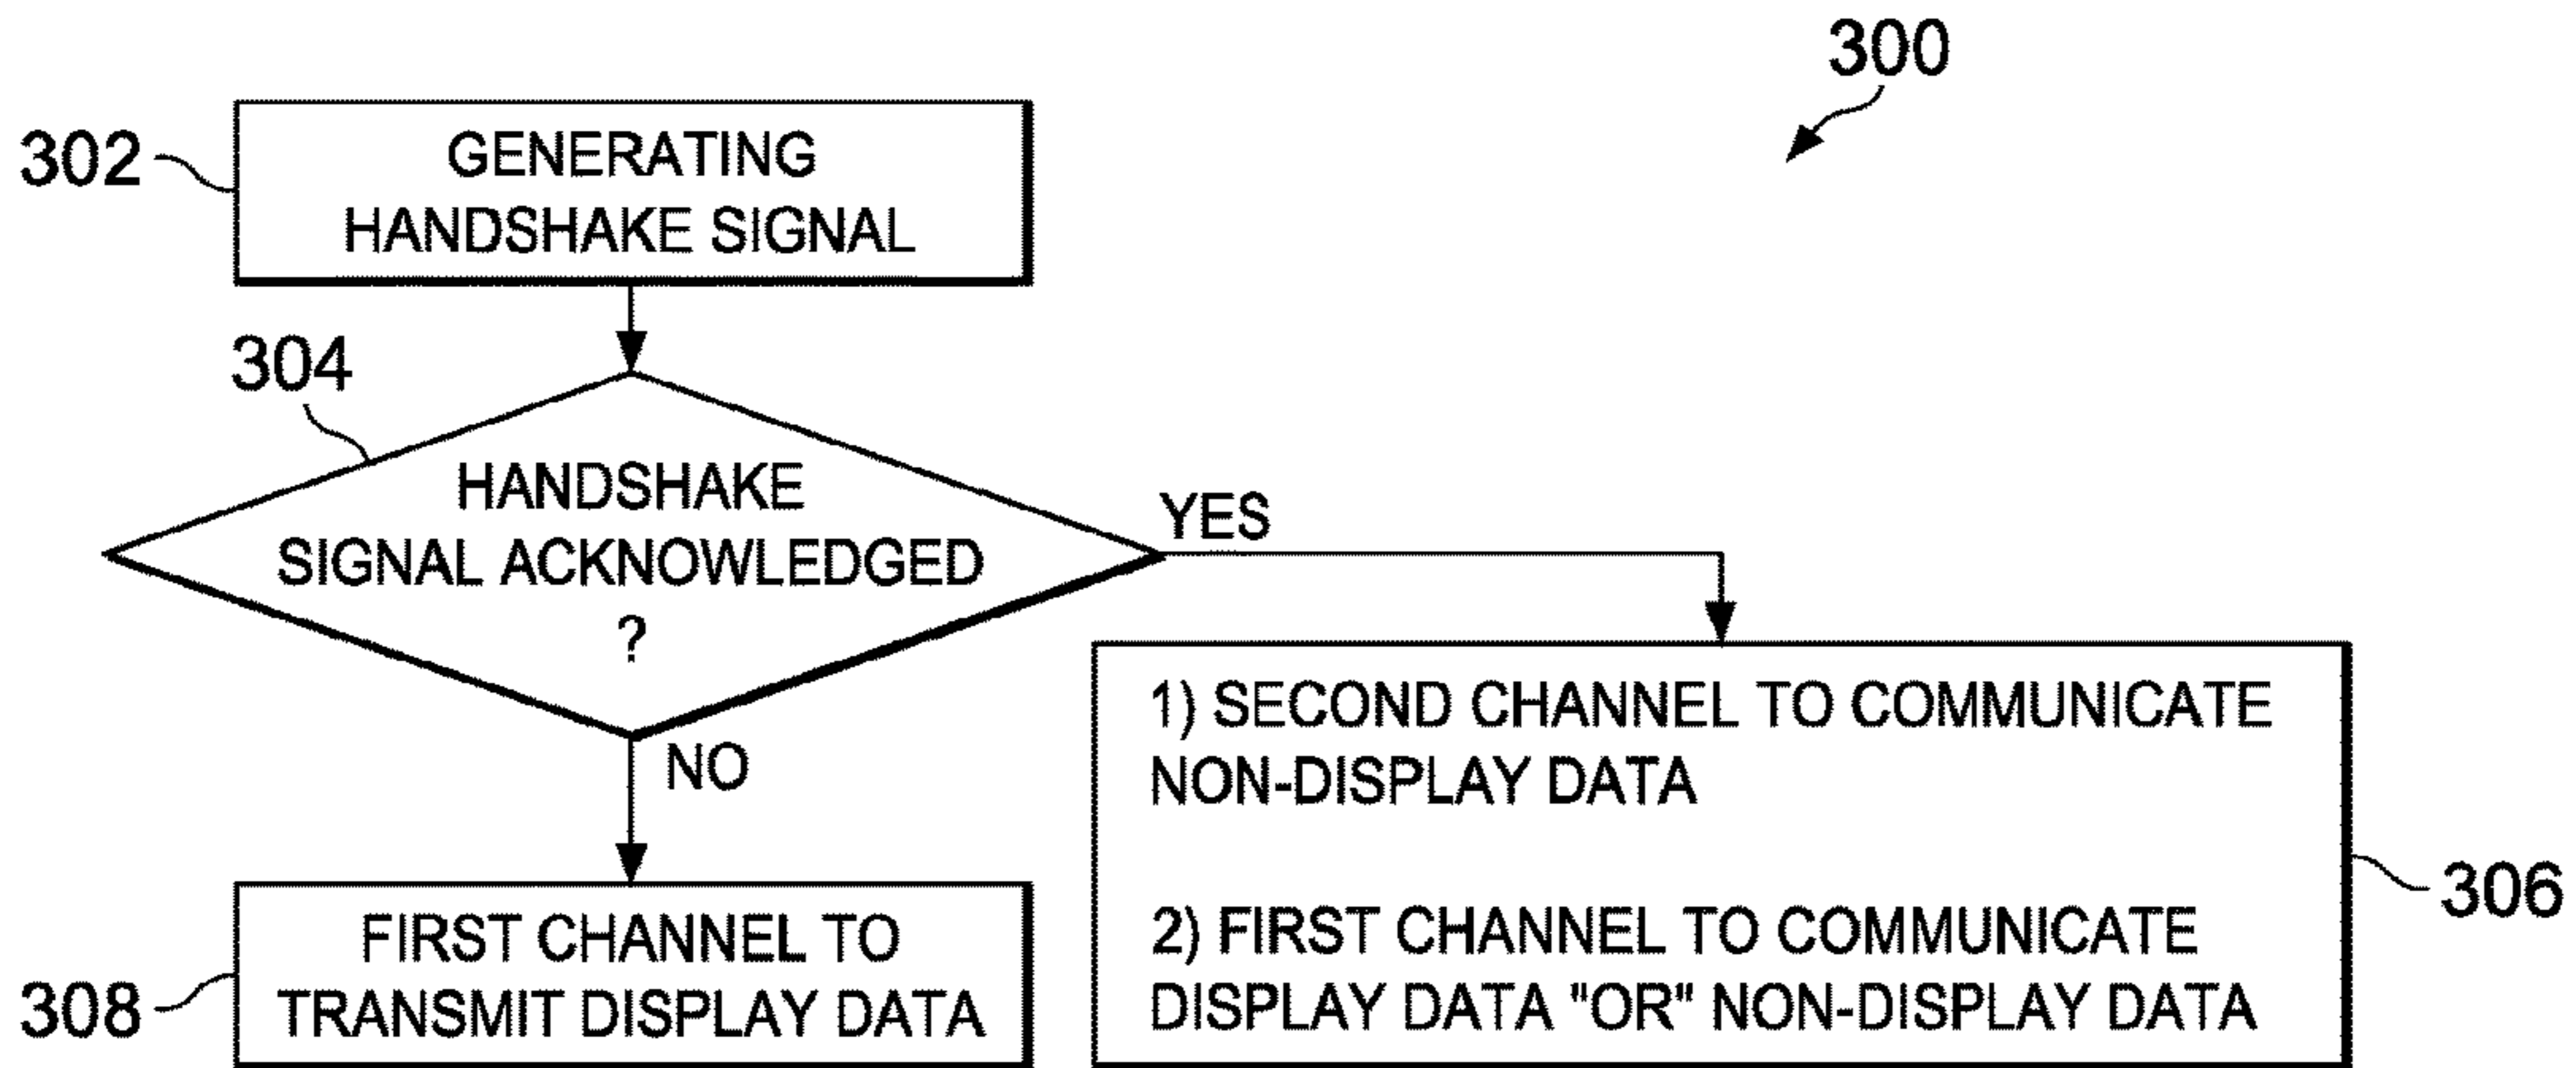 300
302
GENERATING
HANDSHAKE SIGNAL
304
HANDSHAKE
SIGNAL ACKNOWLEDGED
?
YES
NO
1) SECOND CHANNEL TO COMMUNICATE
NON-DISPLAY DATA
2) FIRST CHANNEL TO COMMUNICATE
DISPLAY DATA "OR" NON-DISPLAY DATA
306
308
FIRST CHANNEL TO
TRANSMIT DISPLAY DATA